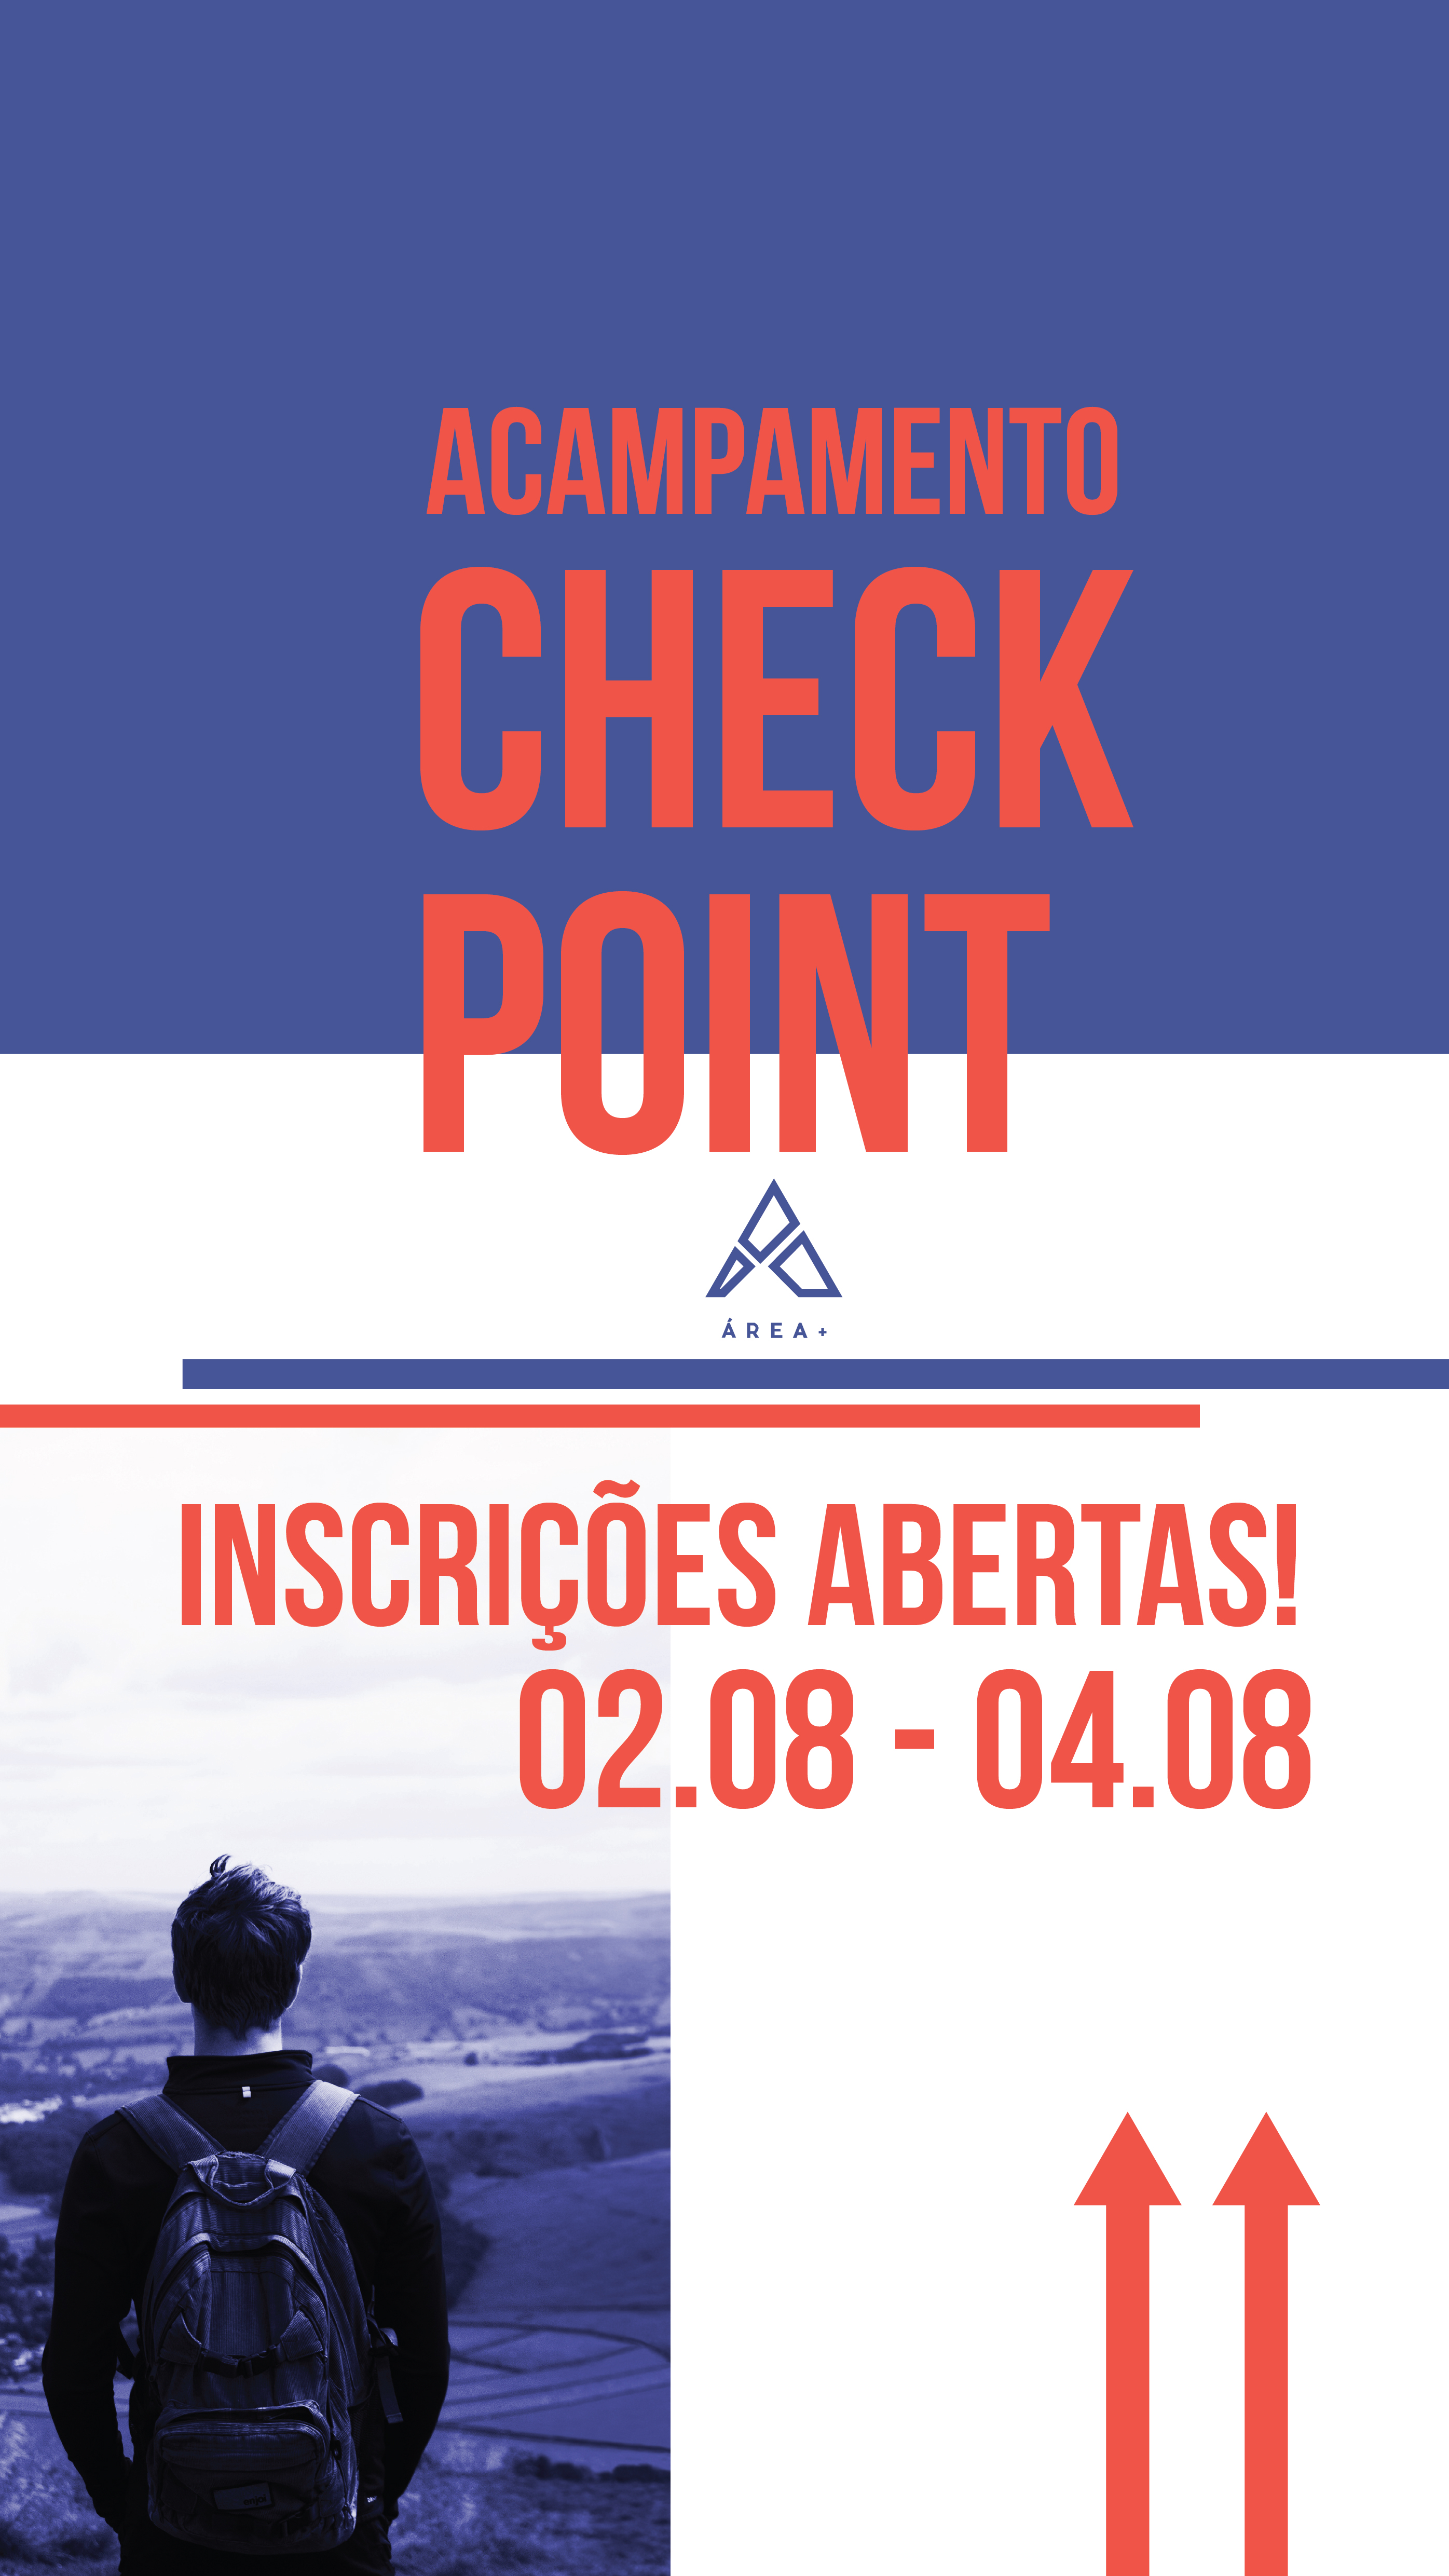 ACAMPAMENTO
CHECK
POINT
ÁREA+
INSCRIÇÕES ABERTAS!
02.08 - 04.08